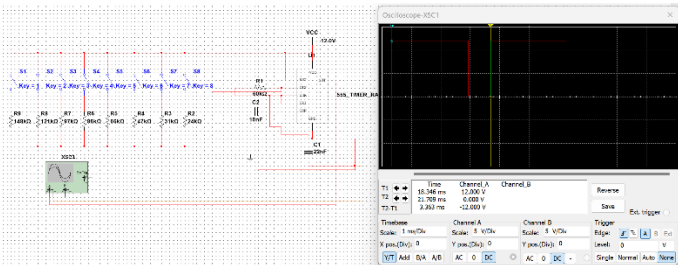 Oscilloscope-XSC1
VCC
12.0V
S1 S2 S3 S4 S5 S6 S7 S8
Key = 1 Key = 2 Key = 3 Key = 4 Key = 5 Key = 6 Key = 7 Key = 8
R1
60kΩ
555_TIMER_RA
C2
10nF
R9 R8 R7 R6 R5 R4 R3 R2
148kΩ 121kΩ 97kΩ 47kΩ 31kΩ 24kΩ
C1
22nF
XSC1
Time Channel_A Channel_B
T1 18.346 ms 12.000 V
T2 21.709 ms 0.000 V
T2-T1 3.363 ms -12.000 V
Reverse
Save
Ext. trigger
Timebase Channel A Channel B Trigger
Scale: 1 ms/Div Scale: 5 V/Div Scale: 5 V/Div Edge: A B Ext
X pos.(Div): 0 Y pos.(Div): 0 Y pos.(Div): 0 Level: 0 V
Y/T Add B/A A/B AC 0 DC AC 0 DC - Single Normal Auto None